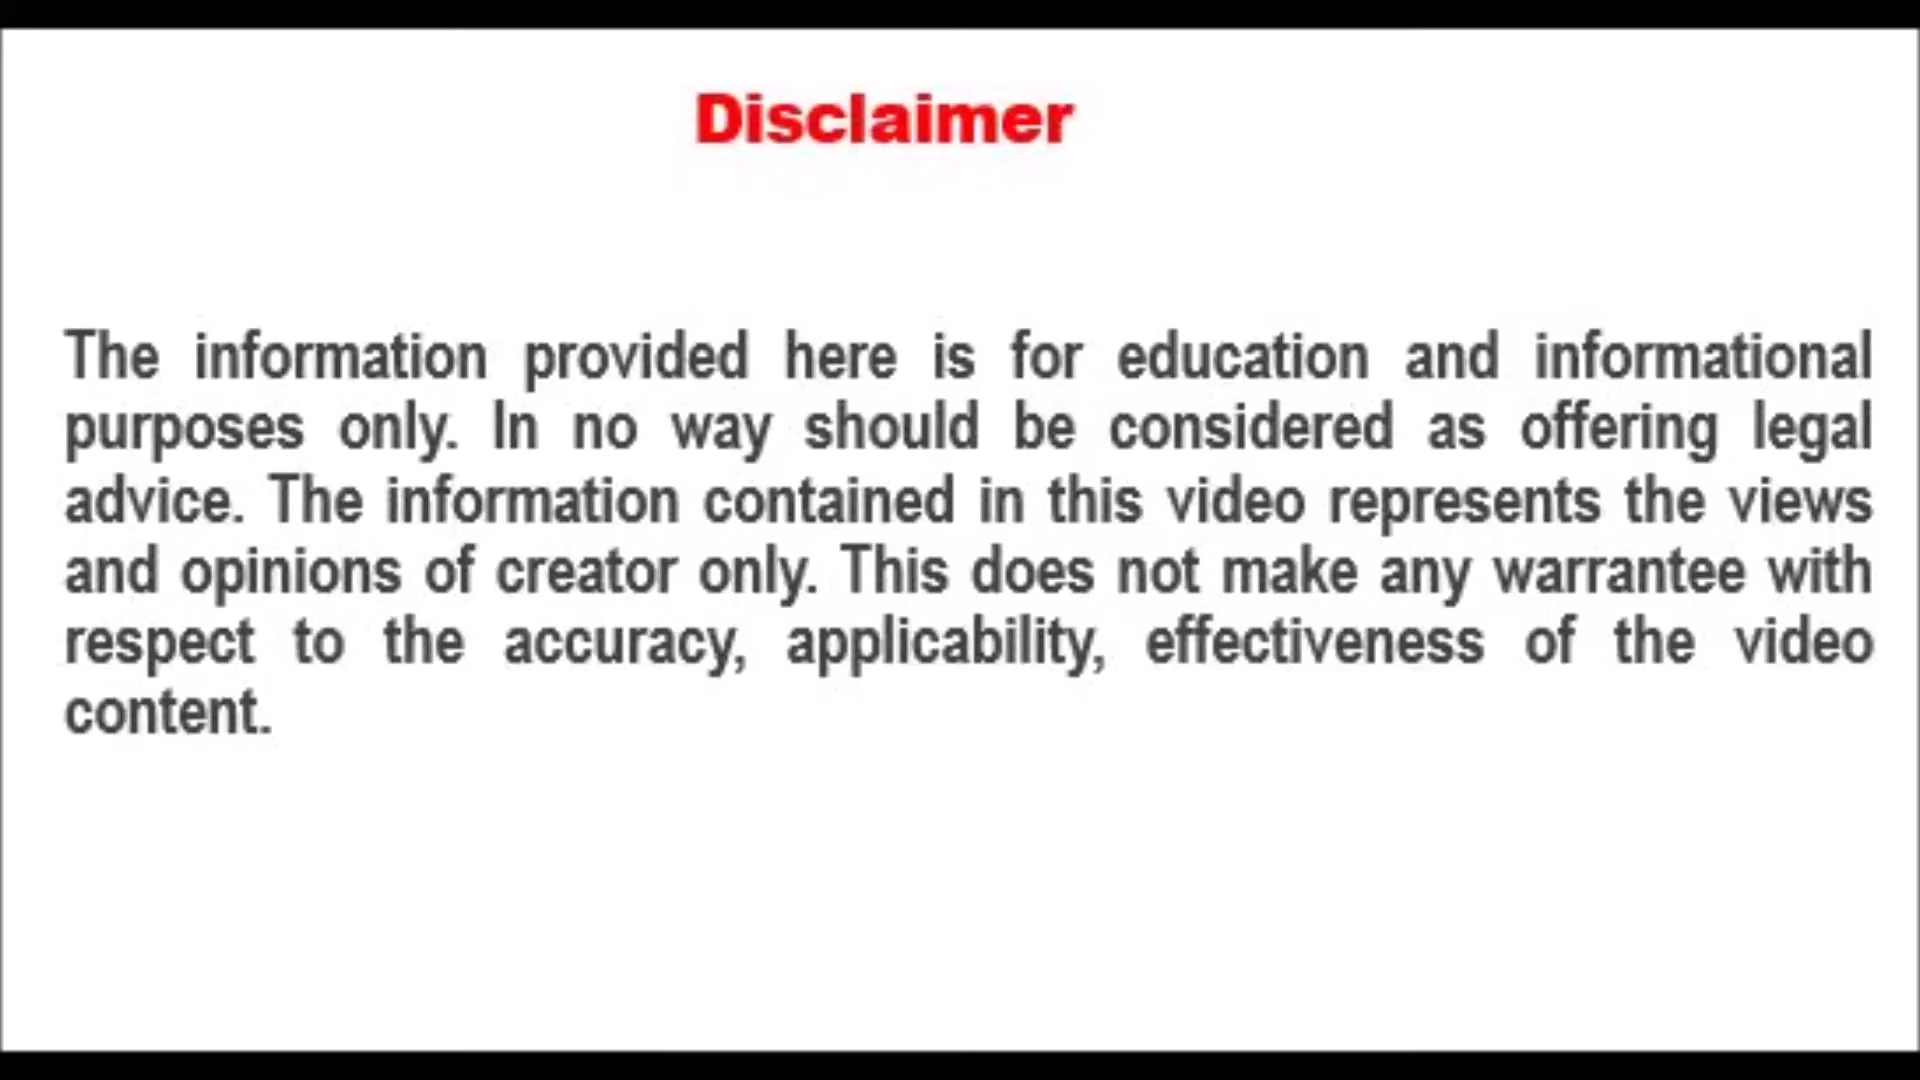 Disclaimer
The information provided here is for education and informational
purposes only. In no way should be considered as offering legal
advice. The information contained in this video represents the views
and opinions of creator only. This does not make any warrantee with
respect to the accuracy, applicability, effectiveness of the video
content.